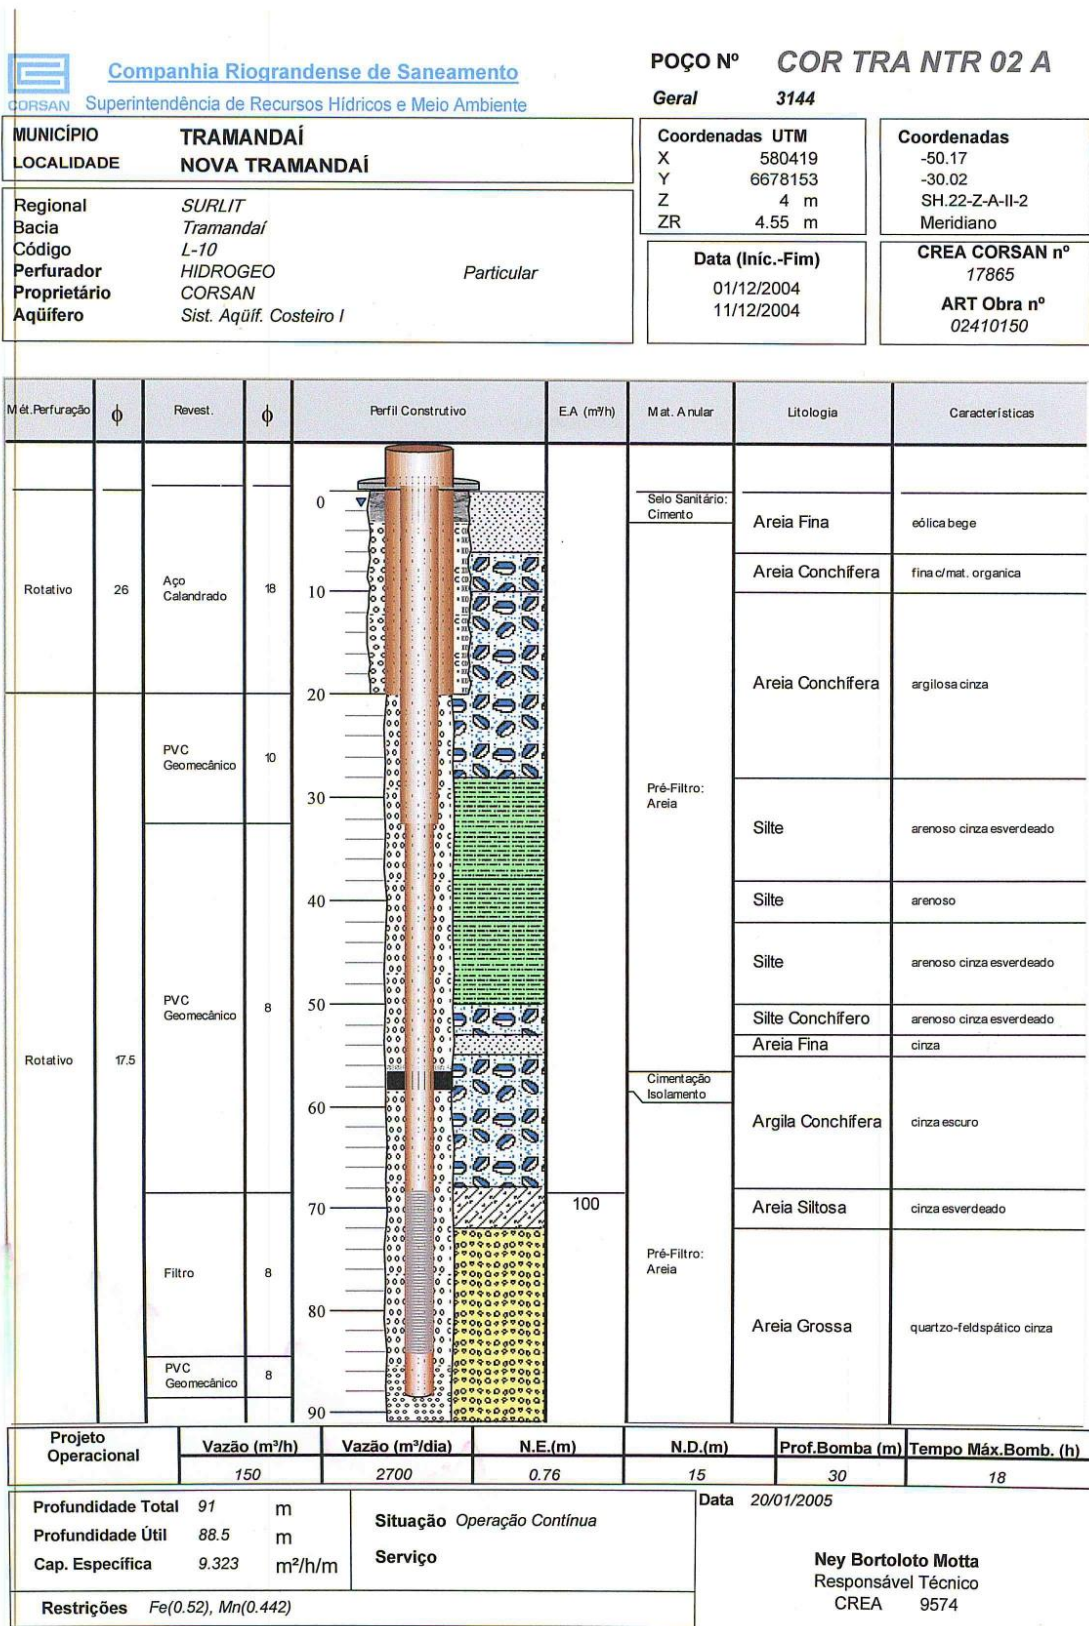 CORSAN
Companhia Riograndense de Saneamento
Superintendência de Recursos Hídricos e Meio Ambiente
POÇO Nº COR TRA NTR 02 A
Geral 3144
MUNICÍPIO TRAMANDAÍ
LOCALIDADE NOVA TRAMANDAÍ
Regional SURLIT
Bacia Tramandaí
Código L-10
Perfurador HIDROGEO Particular
Proprietário CORSAN
Aqüífero Sist. Aqüíf. Costeiro I
Coordenadas UTM
X 580419
Y 6678153
Z 4 m
ZR 4.55 m
Coordenadas
-50.17
-30.02
SH.22-Z-A-II-2
Meridiano
Data (Iníc.-Fim)
01/12/2004
11/12/2004
CREA CORSAN nº
17865
ART Obra nº
02410150
Mét.Perfuração ϕ Revest. ϕ Perfil Construtivo E.A (m³/h) Mat. Anular Litologia Características
0
Selo Sanitário:
Cimento
Areia Fina eólica bege
Areia Conchífera fina c/mat. organica
Rotativo 26 Aço
Calandrado 18
10
Areia Conchífera argilosa cinza
20
PVC
Geomecânico 10
30
Pré-Filtro:
Areia
Silte arenoso cinza esverdeado
40
Silte arenoso
Silte arenoso cinza esverdeado
PVC
Geomecânico 8
50
Silte Conchífero arenoso cinza esverdeado
Areia Fina cinza
Rotativo 17.5
Cimentação
Isolamento
60
Argila Conchífera cinza escuro
70
100
Areia Siltosa cinza esverdeado
Filtro 8
Pré-Filtro:
Areia
80
Areia Grossa quartzo-feldspático cinza
PVC
Geomecânico 8
90
Projeto
Operacional
Vazão (m³/h) Vazão (m³/dia) N.E.(m) N.D.(m) Prof.Bomba (m) Tempo Máx.Bomb. (h)
150 2700 0.76 15 30 18
Profundidade Total 91 m
Profundidade Útil 88.5 m
Cap. Específica 9.323 m²/h/m
Situação Operação Contínua
Serviço
Data 20/01/2005
Ney Bortoloto Motta
Responsável Técnico
CREA 9574
Restrições Fe(0.52), Mn(0.442)